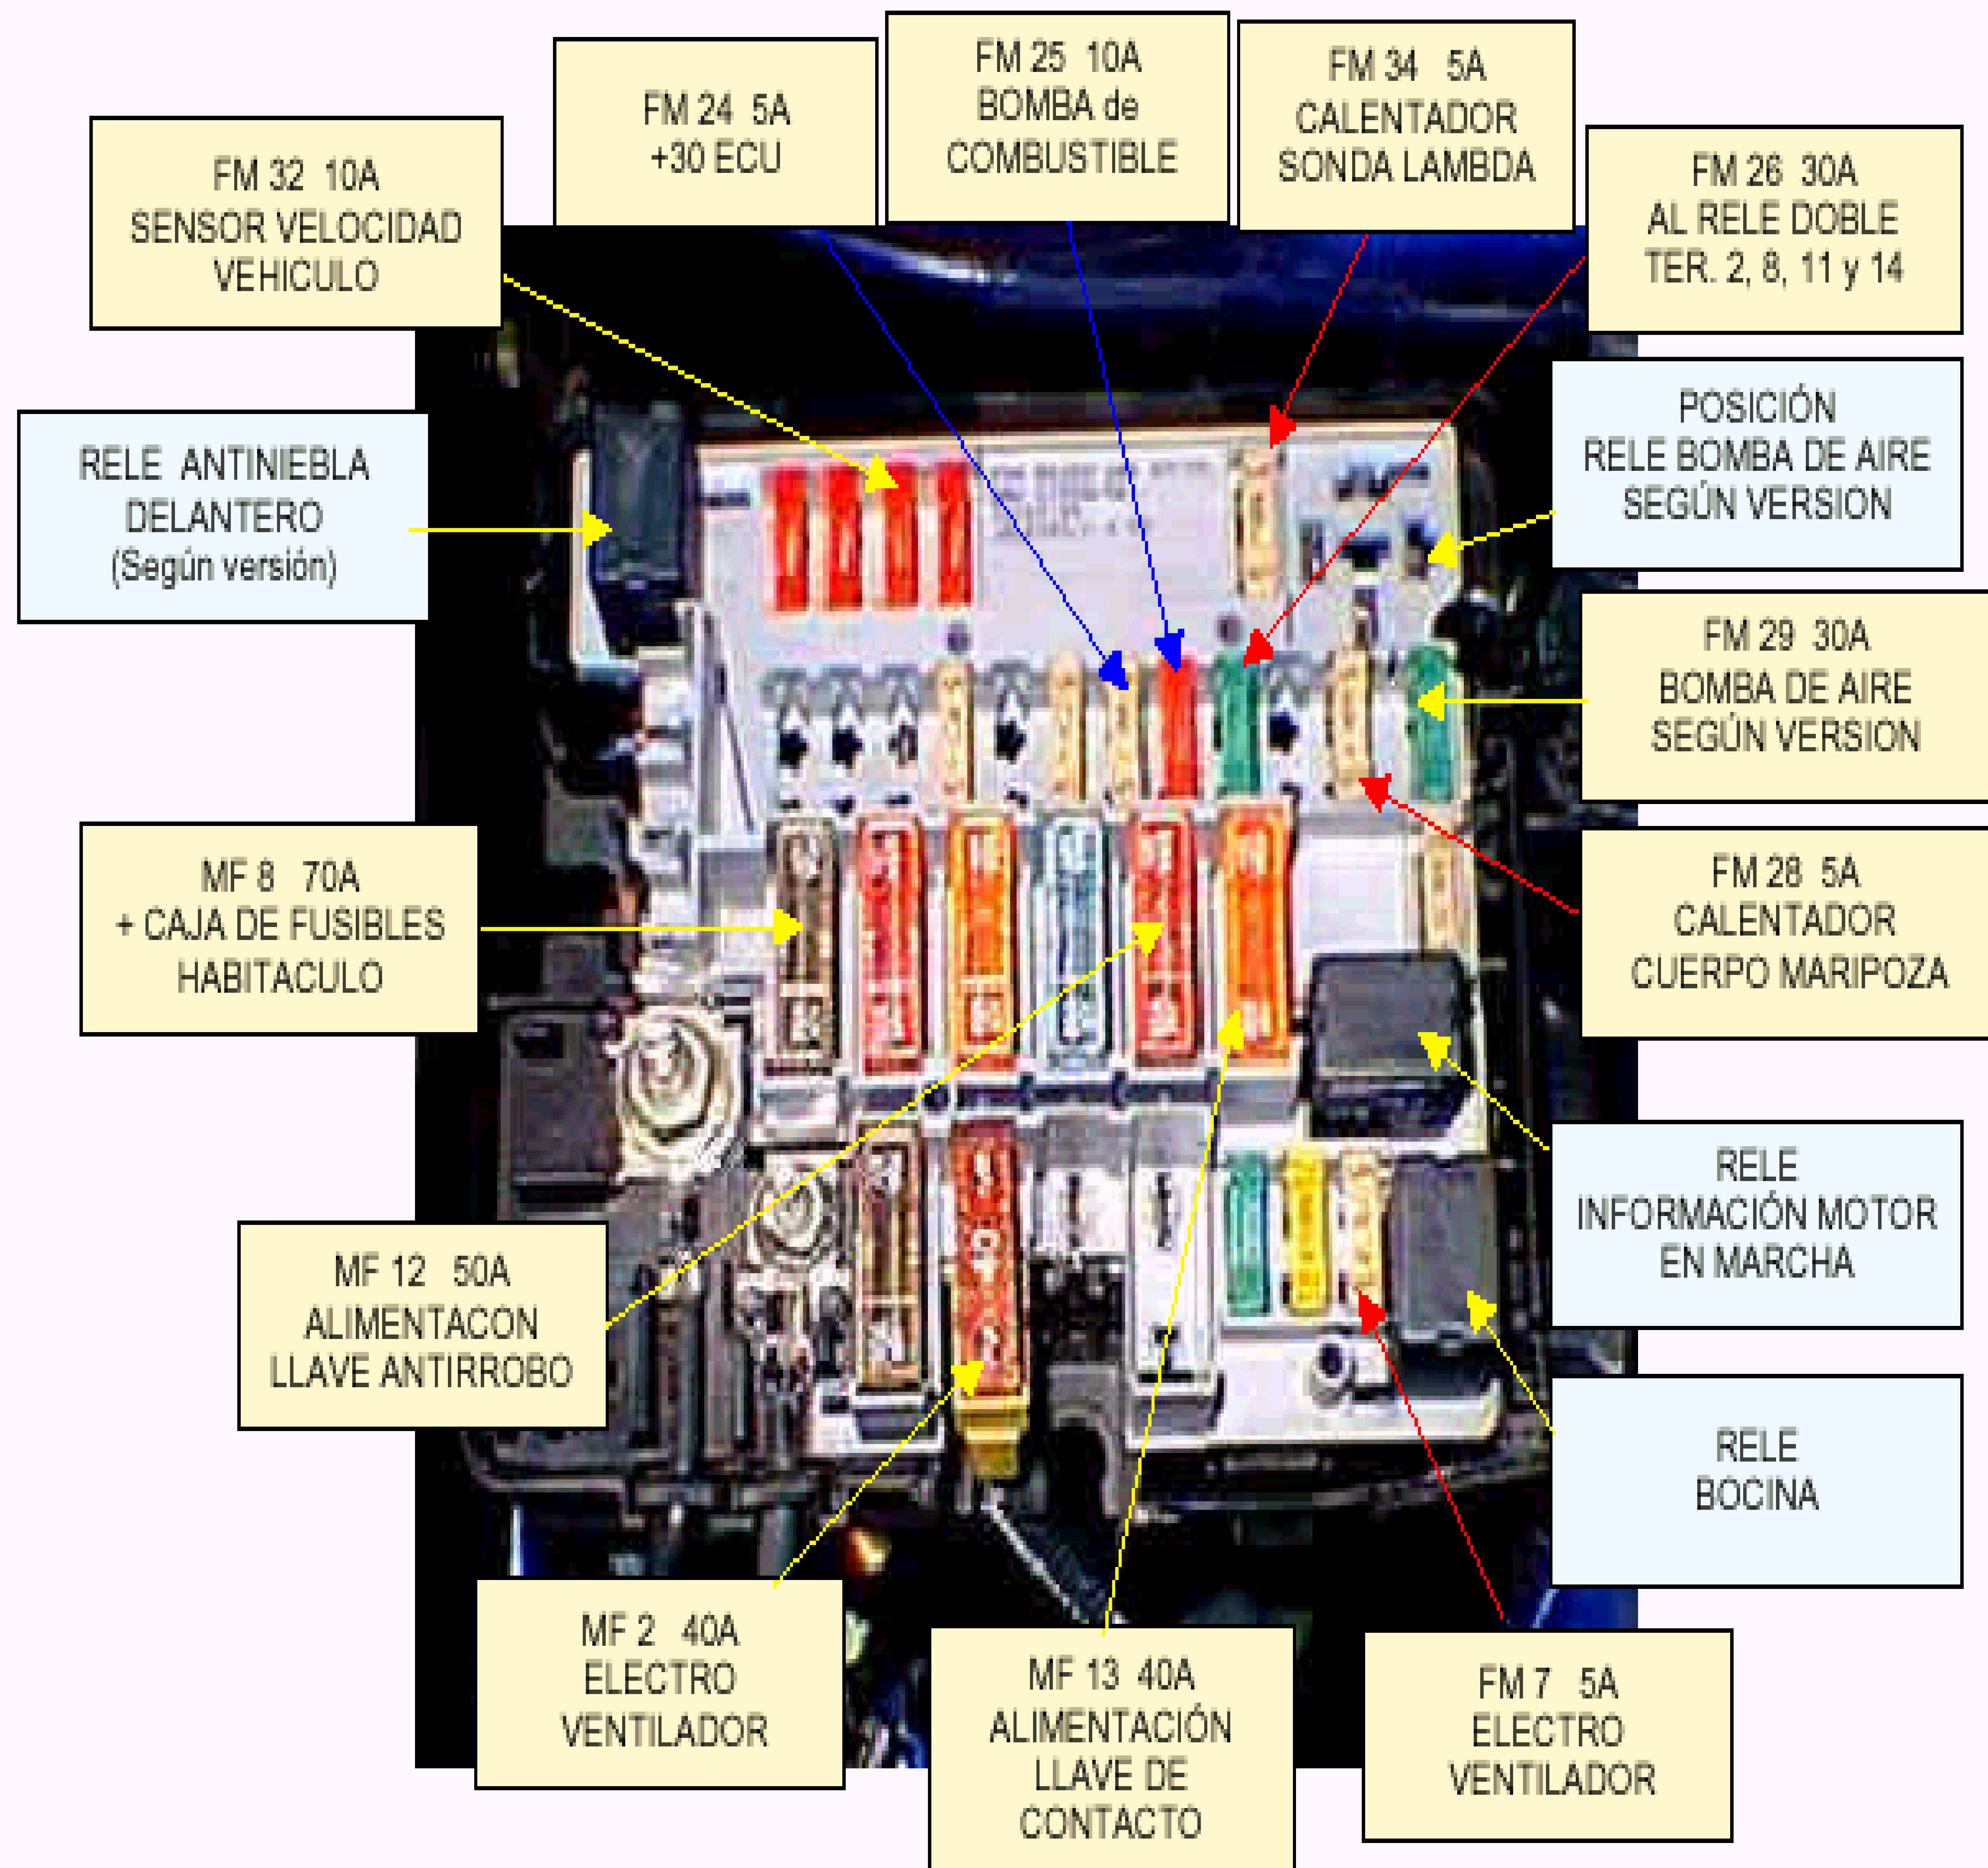 FM 24 5A
+30 ECU
FM 25 10A
BOMBA de
COMBUSTIBLE
FM 34 5A
CALENTADOR
SONDA LAMBDA
FM 32 10A
SENSOR VELOCIDAD
VEHICULO
FM 26 30A
AL RELE DOBLE
TER. 2, 8, 11 y 14
RELE ANTINIEBLA
DELANTERO
(Según versión)
POSICIÓN
RELE BOMBA DE AIRE
SEGÚN VERSION
FM 29 30A
BOMBA DE AIRE
SEGÚN VERSION
MF 8 70A
+ CAJA DE FUSIBLES
HABITACULO
FM 28 5A
CALENTADOR
CUERPO MARIPOZA
RELE
INFORMACIÓN MOTOR
EN MARCHA
MF 12 50A
ALIMENTACON
LLAVE ANTIRROBO
RELE
BOCINA
MF 2 40A
ELECTRO
VENTILADOR
MF 13 40A
ALIMENTACIÓN
LLAVE DE
CONTACTO
FM 7 5A
ELECTRO
VENTILADOR